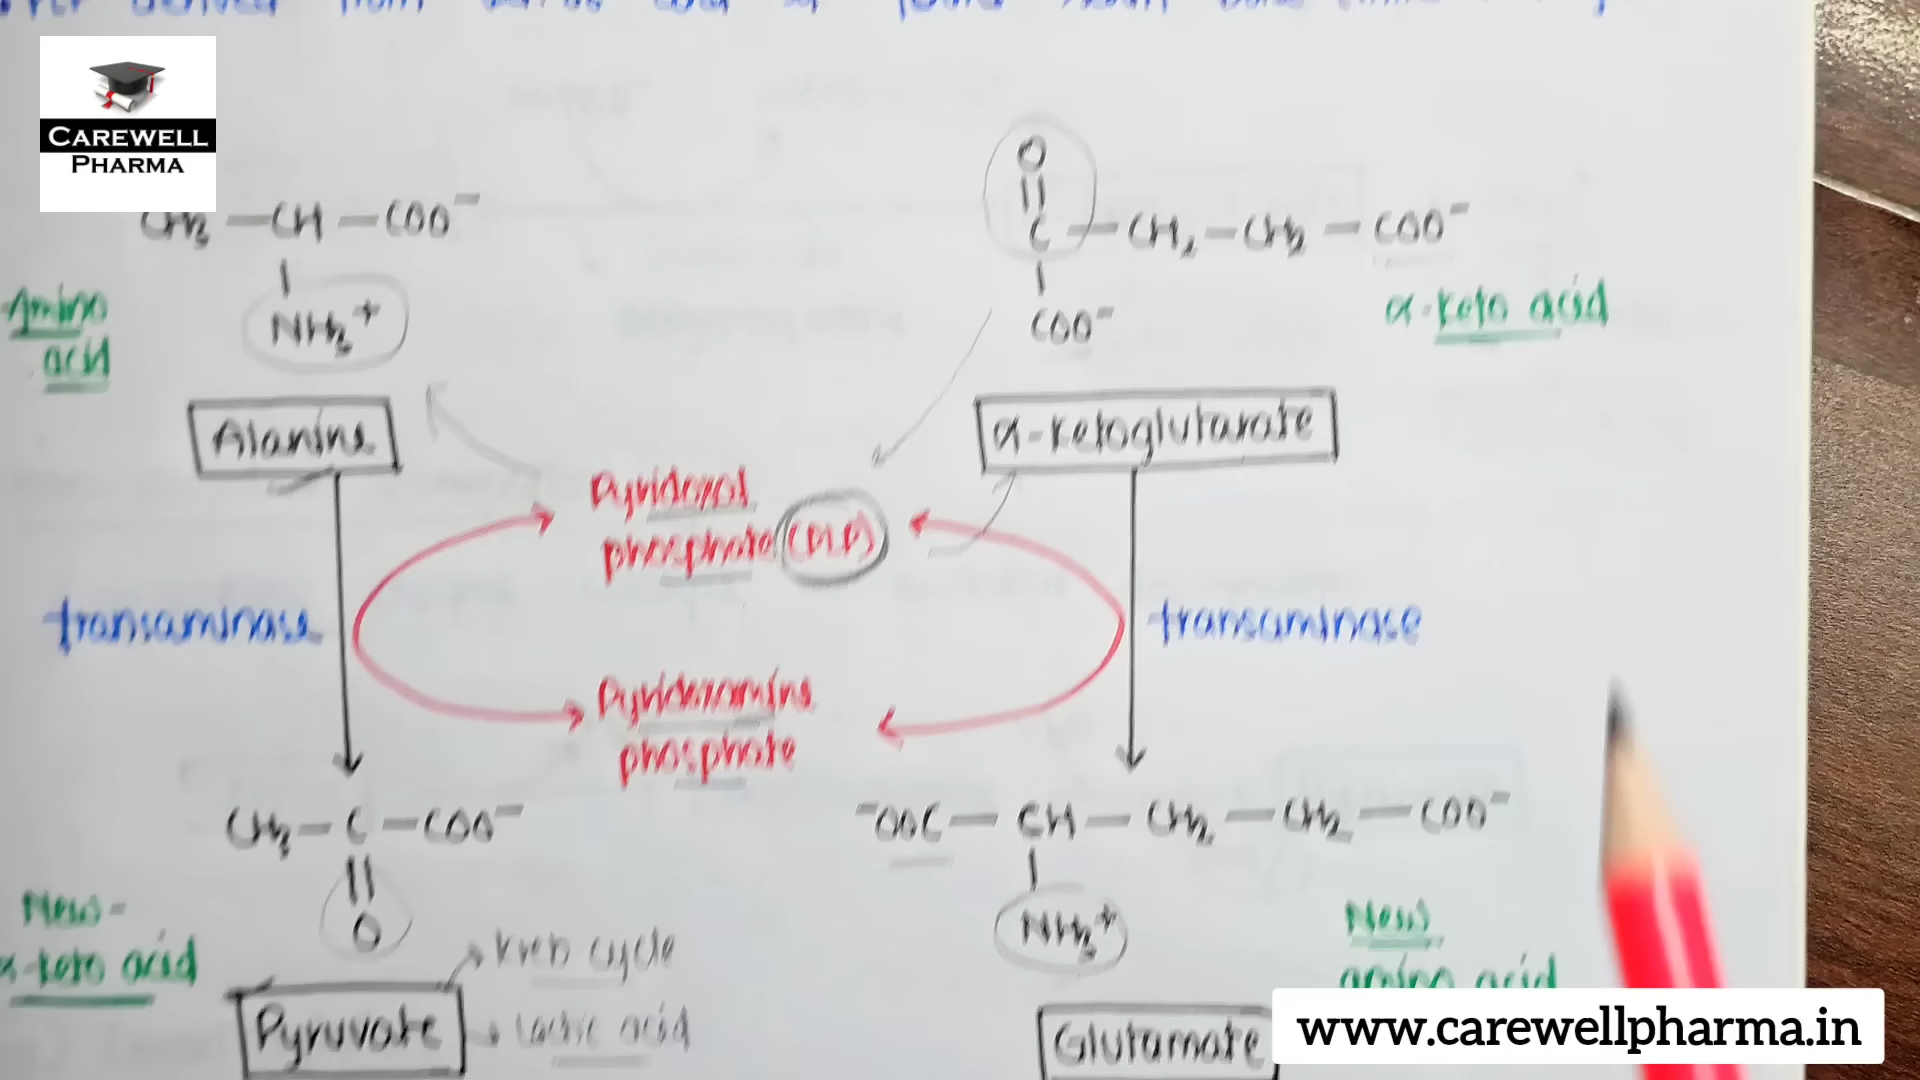 CAREWELL
PHARMA
CH3 — CH — COO⁻
NH3⁺
Amino
acid
Alanine
O
C — CH2 — CH2 — COO⁻
COO⁻
α-keto acid
α-ketoglutarate
Pyridoxal
phosphate (PLP)
transaminase
transaminase
Pyridoxamine
phosphate
CH3 — C — COO⁻
O
New
α-keto acid
Pyruvate
Kreb cycle
Lactic acid
⁻OOC — CH — CH2 — CH2 — COO⁻
NH3⁺
New
amino acid
Glutamate
www.carewellpharma.in